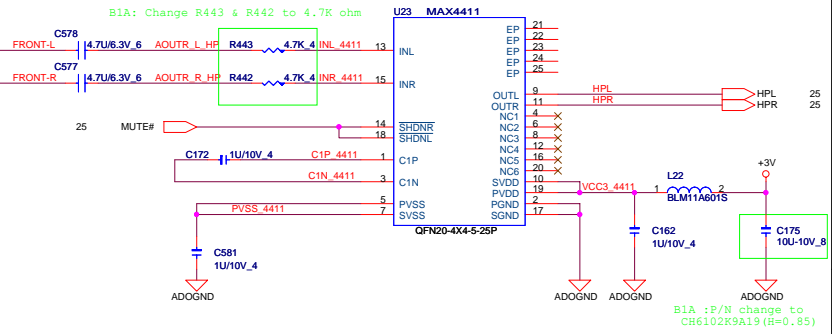 B1A: Change R443 & R442 to 4.7K ohm
U23 MAX4411
C578
FRONT-L 4.7U/6.3V_6 AOUTR_L_HP R443 4.7K_4 INL_4411 13 INL
C577
FRONT-R 4.7U/6.3V_6 AOUTR_R_HP R442 4.7K_4 INR_4411 15 INR
EP 21
EP 22
EP 23
EP 24
EP 25
OUTL 9 HPL HPL 25
OUTR 11 HPR HPR 25
25 MUTE# 14 SHDNR
18 SHDNL
NC1 4
NC2 6
NC3 8
NC4 12
NC5 16
NC6 20
C172 1U/10V_4 C1P_4411 1 C1P
C1N_4411 3 C1N
SVDD 10
PVDD 19 VCC3_4411 1 L22 2 +3V
BLM11A601S
PGND 2
SGND 17
5 PVSS
PVSS_4411 7 SVSS
QFN20-4X4-5-25P
C581
1U/10V_4
C162
1U/10V_4
C175
10U-10V_8
ADOGND
ADOGND ADOGND ADOGND
B1A :P/N change to
CH6102K9A19(H=0.85)